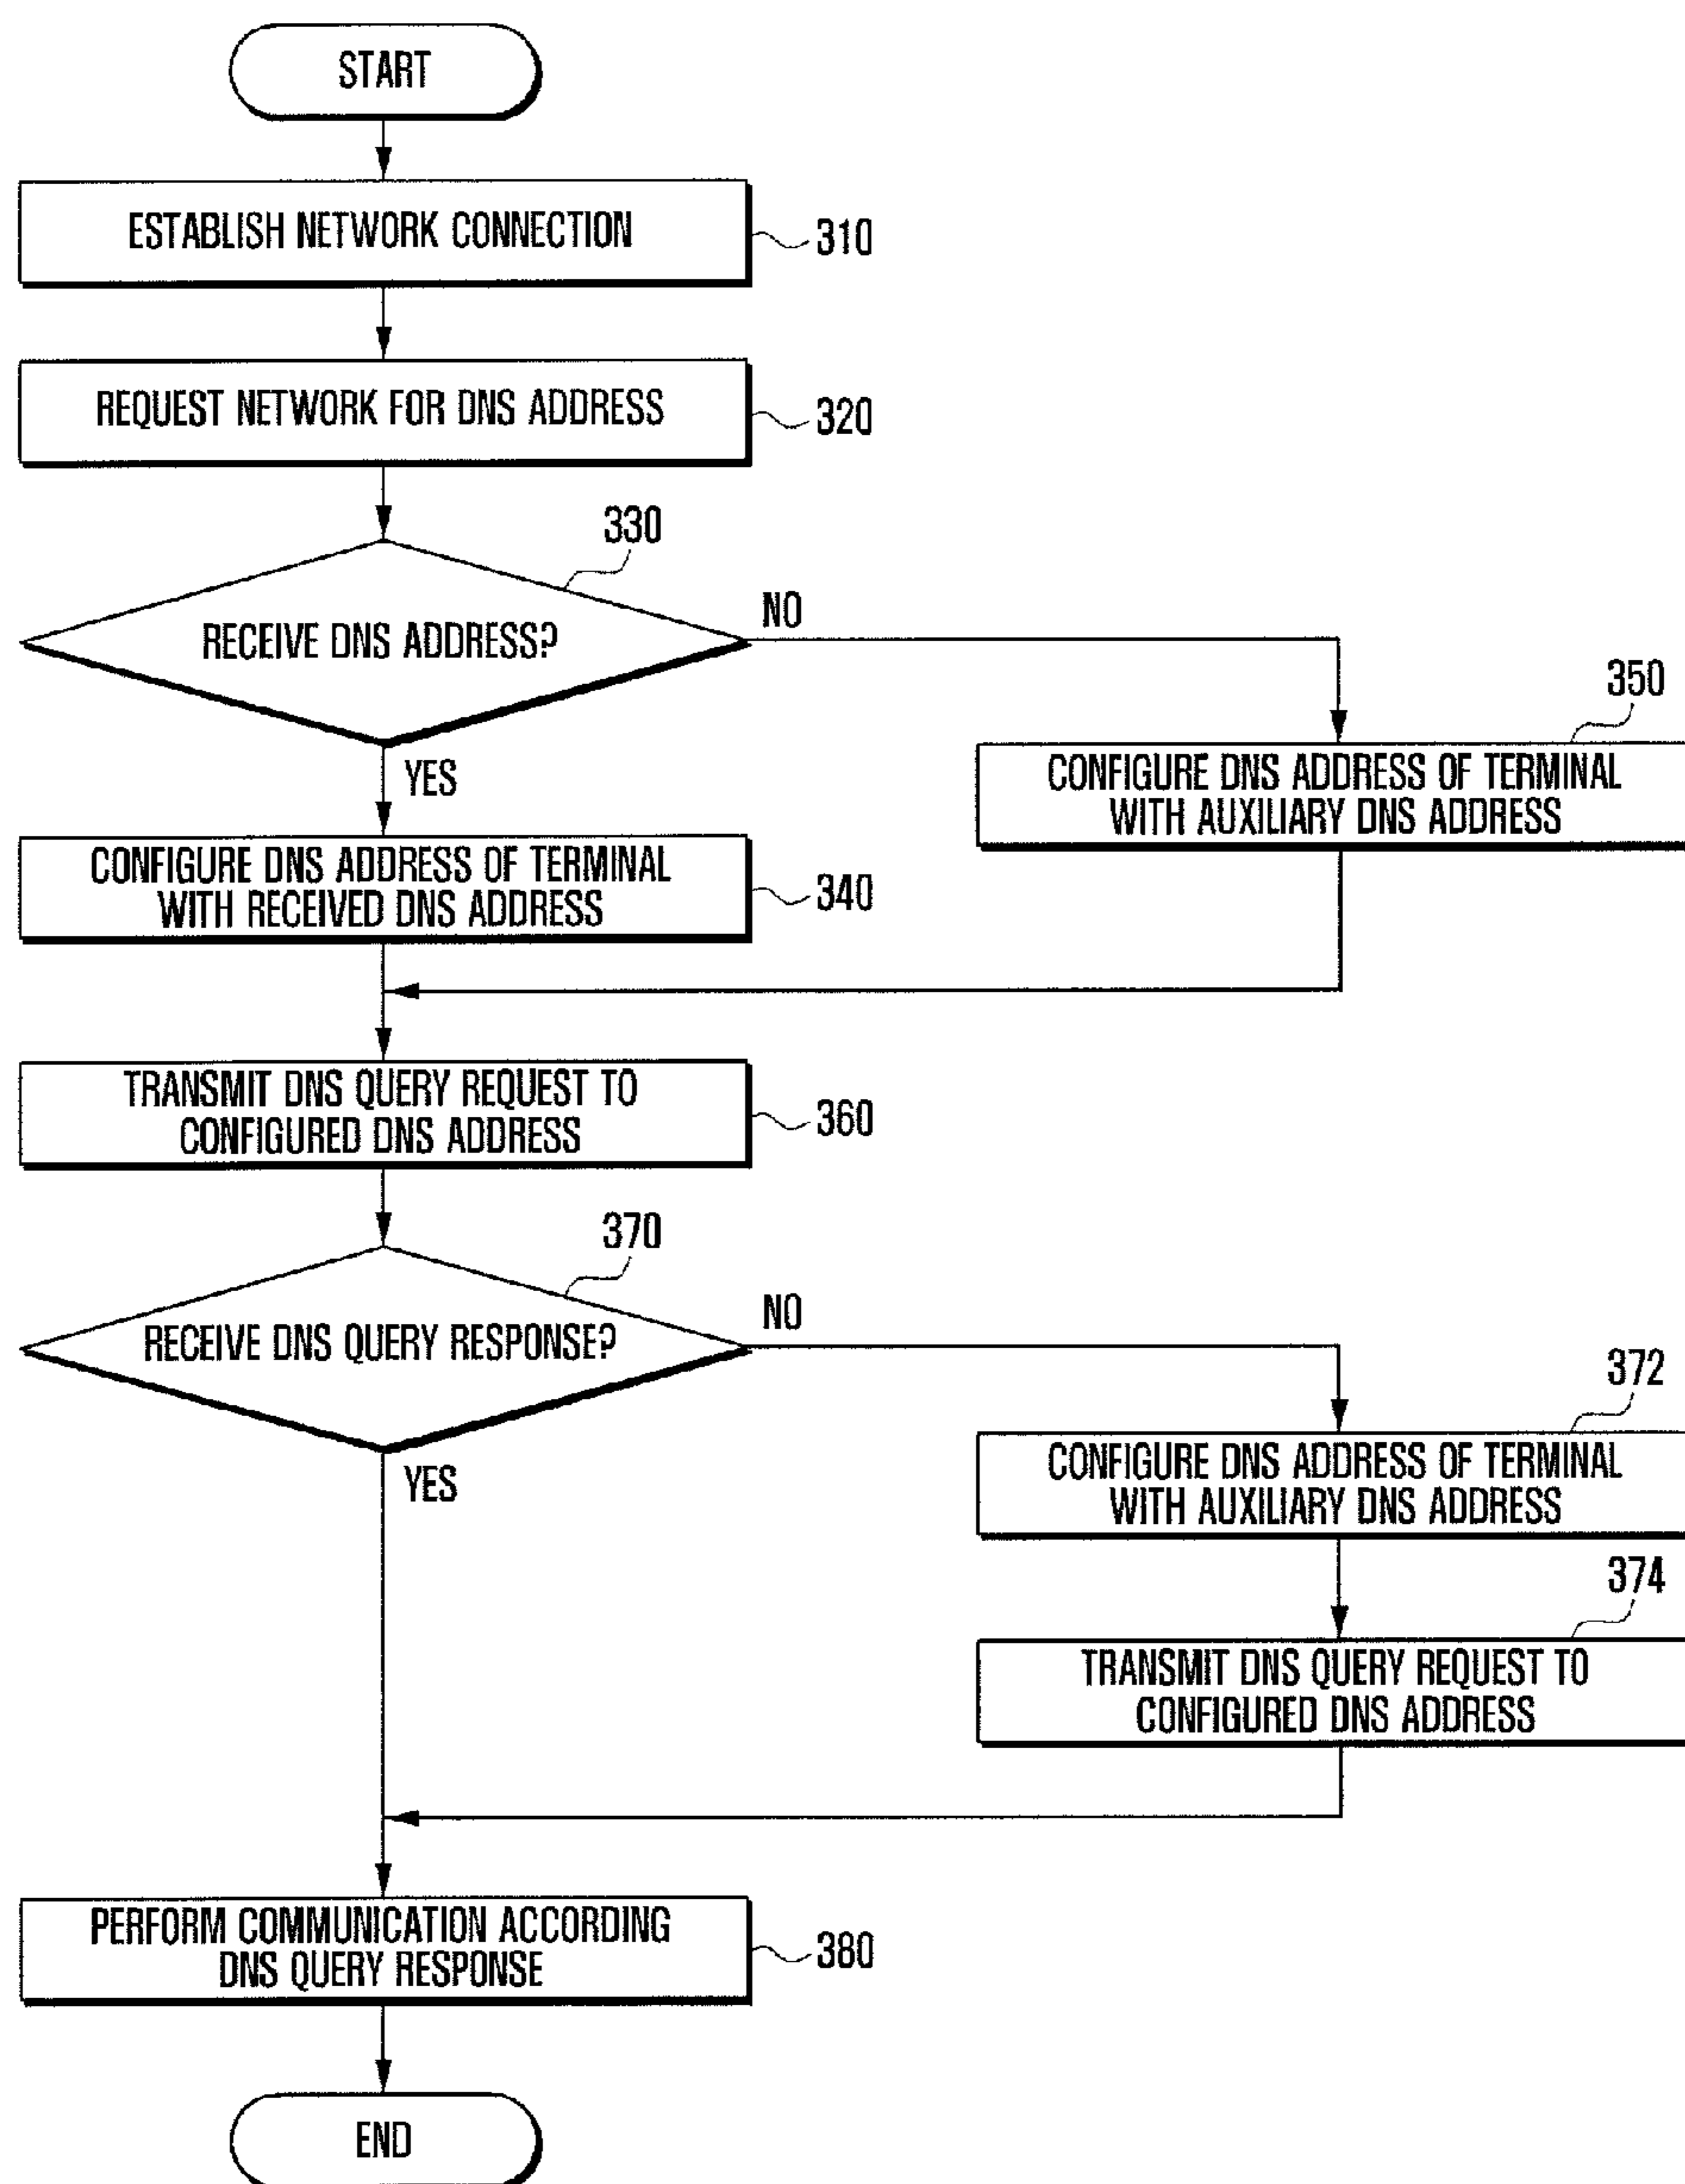 START
ESTABLISH NETWORK CONNECTION
310
REQUEST NETWORK FOR DNS ADDRESS
320
330
RECEIVE DNS ADDRESS?
NO
YES
350
CONFIGURE DNS ADDRESS OF TERMINAL
WITH AUXILIARY DNS ADDRESS
CONFIGURE DNS ADDRESS OF TERMINAL
WITH RECEIVED DNS ADDRESS
340
TRANSMIT DNS QUERY REQUEST TO
CONFIGURED DNS ADDRESS
360
370
RECEIVE DNS QUERY RESPONSE?
NO
YES
372
CONFIGURE DNS ADDRESS OF TERMINAL
WITH AUXILIARY DNS ADDRESS
374
TRANSMIT DNS QUERY REQUEST TO
CONFIGURED DNS ADDRESS
PERFORM COMMUNICATION ACCORDING
DNS QUERY RESPONSE
380
END